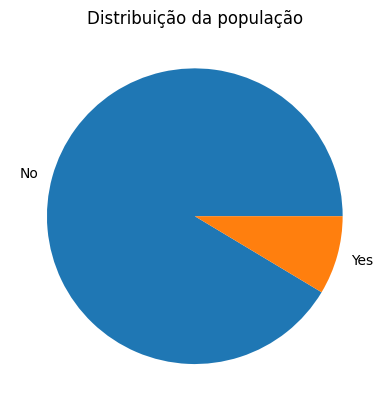 Distribuição da população
No
Yes